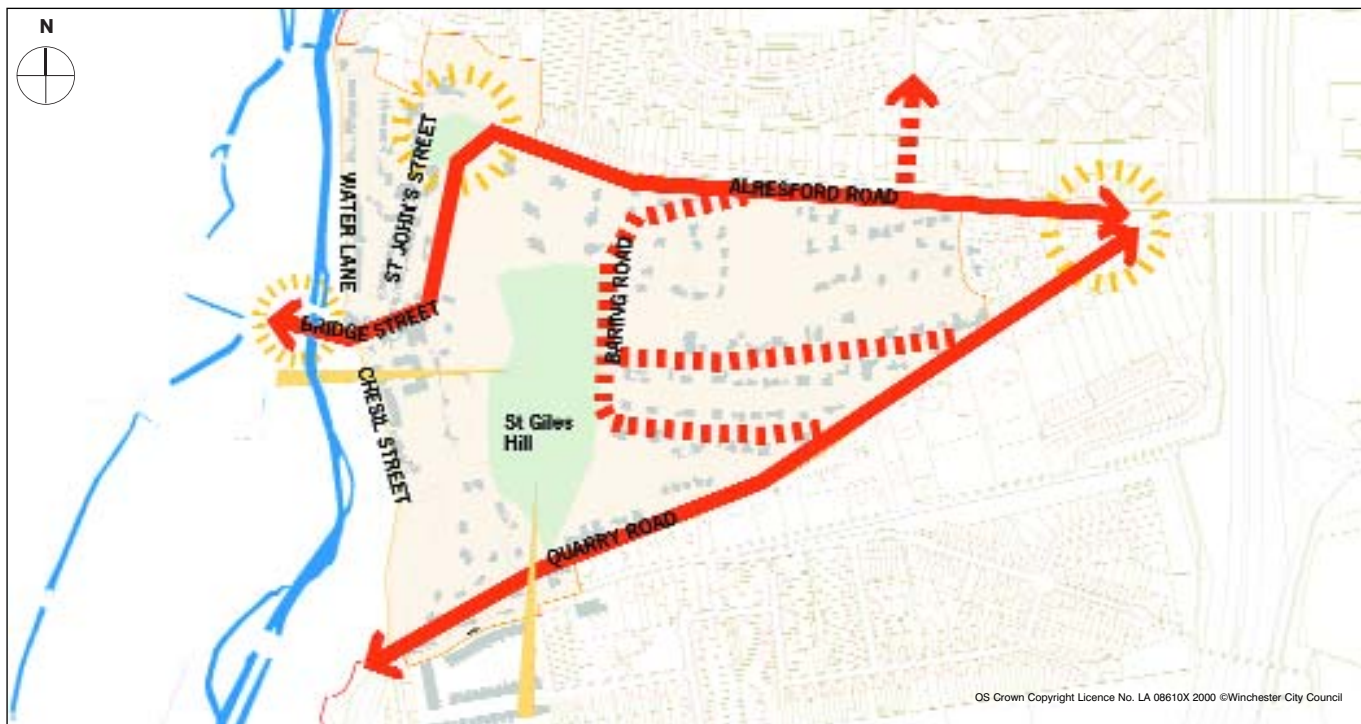 N
WATER LANE
ST JOHN'S STREET
ALRESFORD ROAD
BARING ROAD
BRIDGE STREET
CHESIL STREET
St Giles
Hill
QUARRY ROAD
OS Crown Copyright Licence No. LA 08610X 2000 ©Winchester City Council